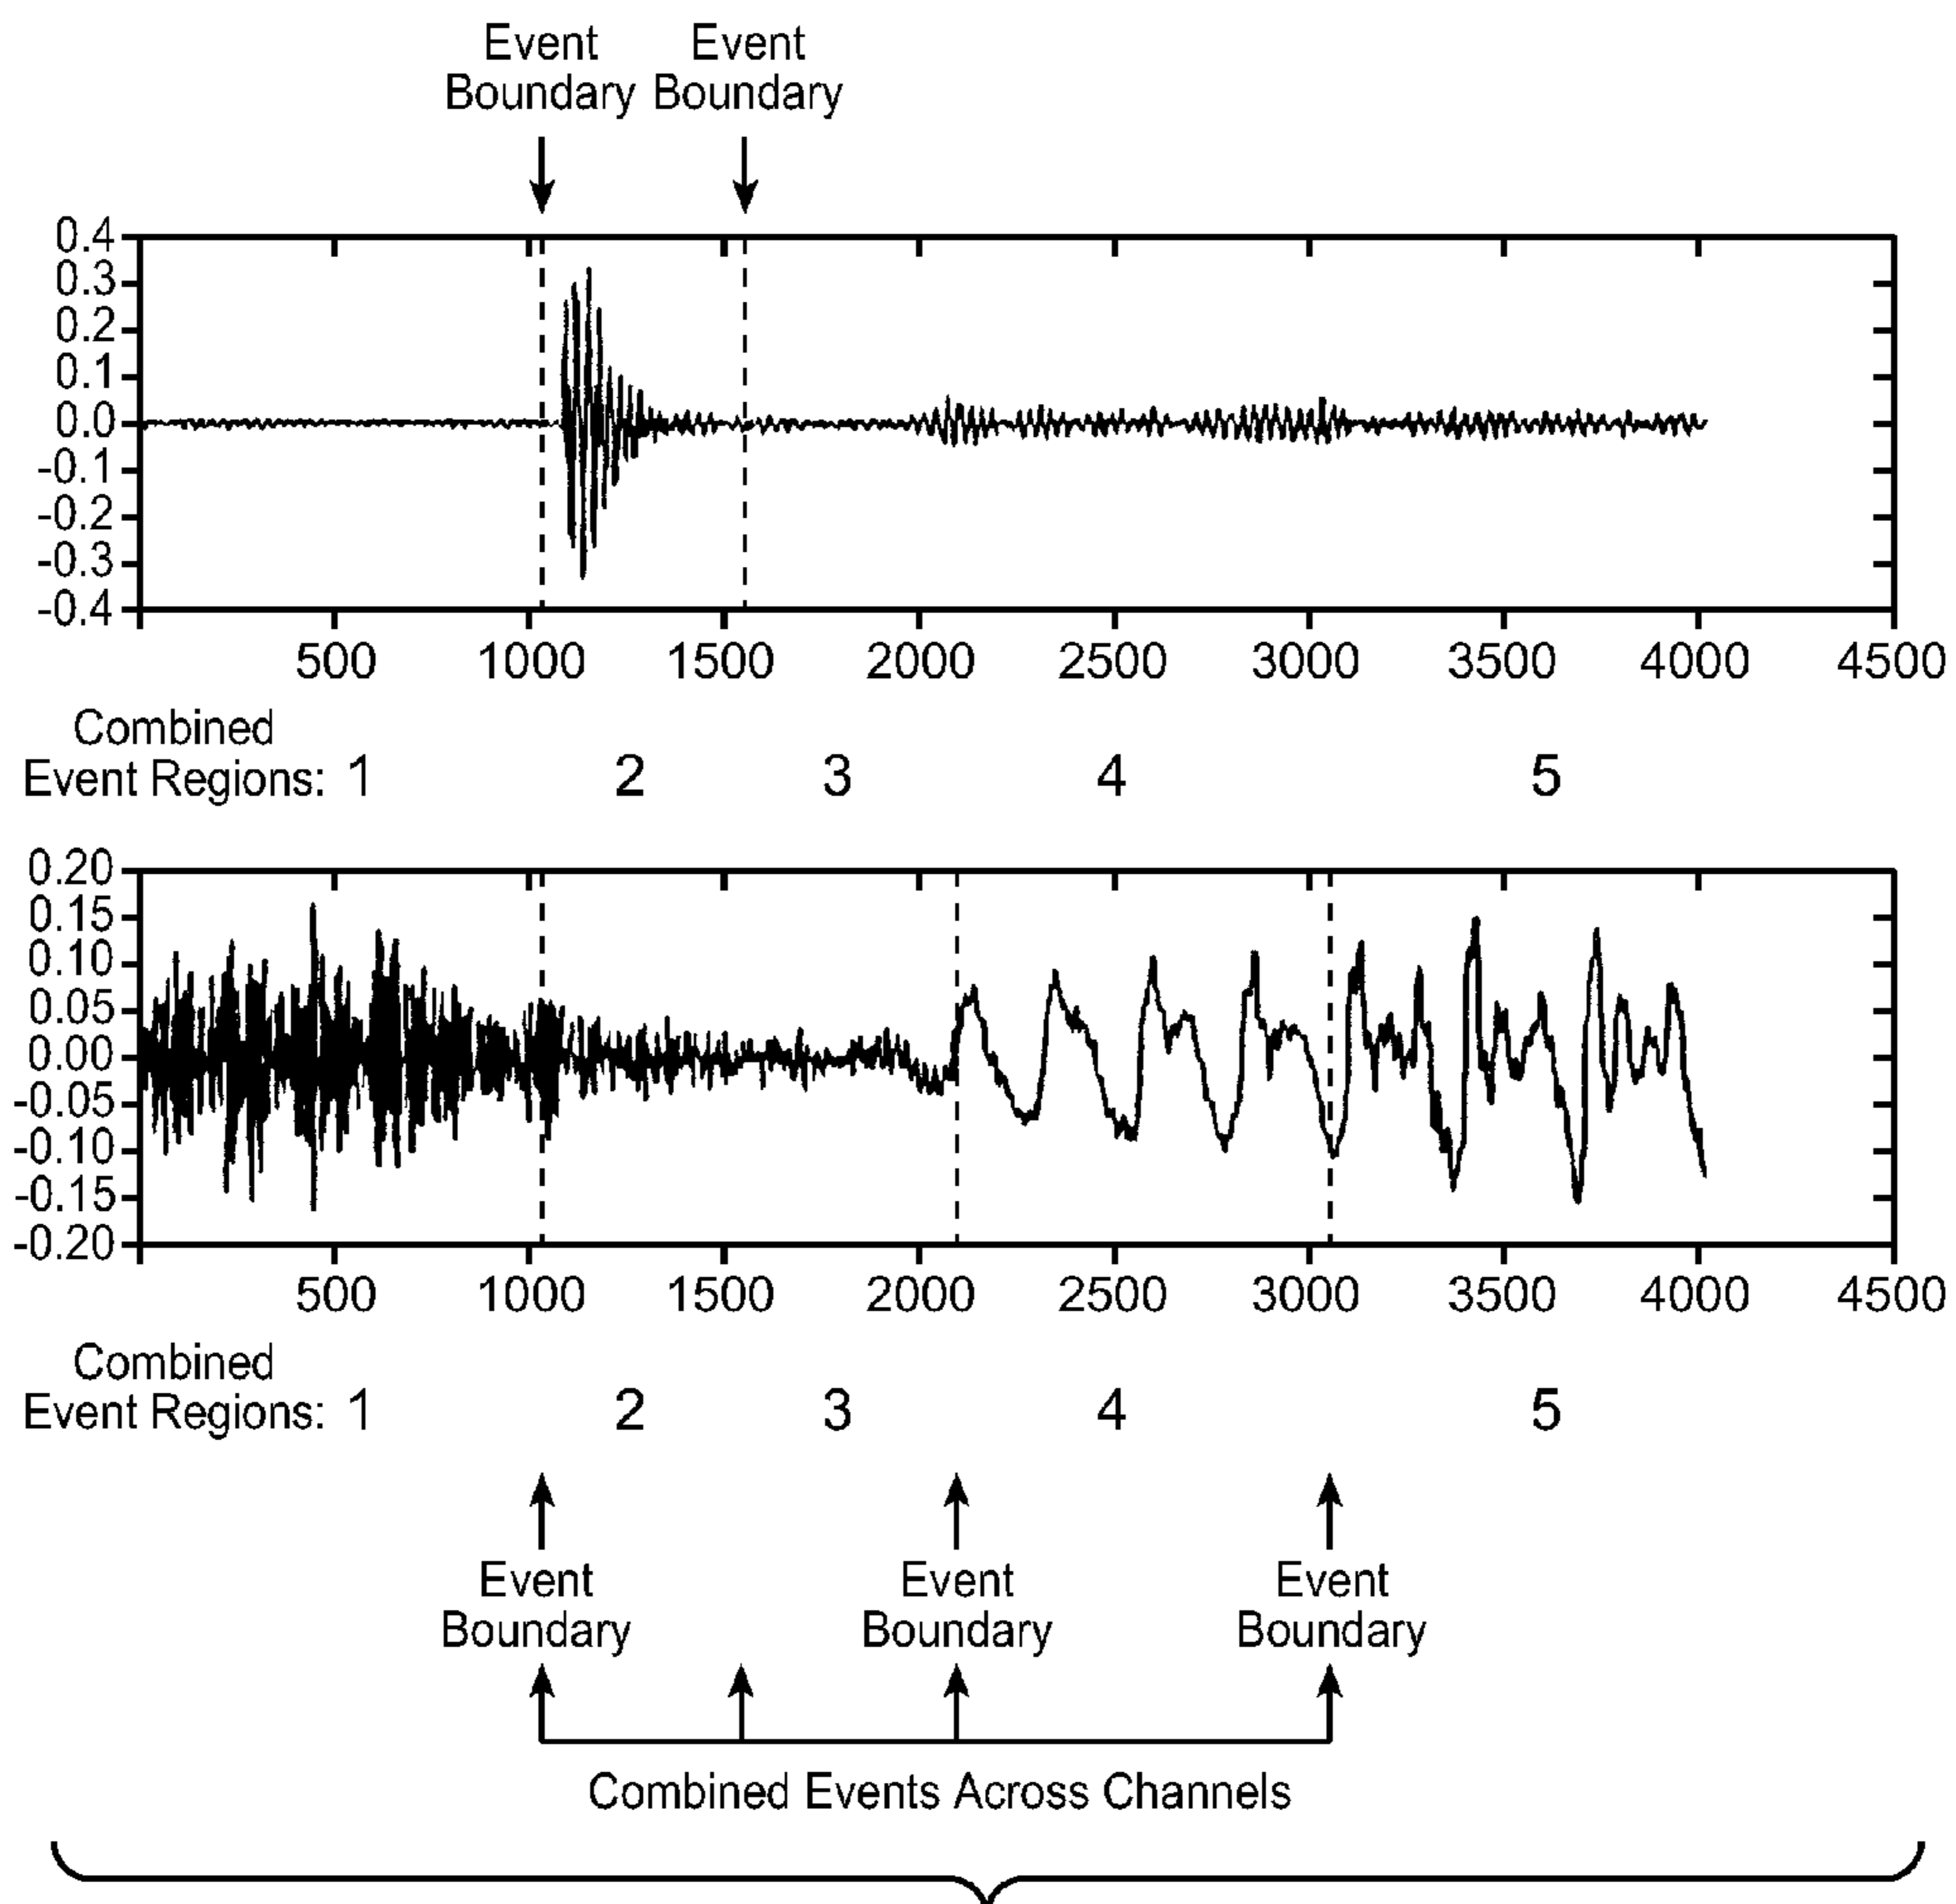 Event Event
Boundary Boundary
0.4
0.3
0.2
0.1
0.0
-0.1
-0.2
-0.3
-0.4
500 1000 1500 2000 2500 3000 3500 4000 4500
Combined
Event Regions: 1 2 3 4 5
0.20
0.15
0.10
0.05
0.00
-0.05
-0.10
-0.15
-0.20
500 1000 1500 2000 2500 3000 3500 4000 4500
Combined
Event Regions: 1 2 3 4 5
Event Event Event
Boundary Boundary Boundary
Combined Events Across Channels